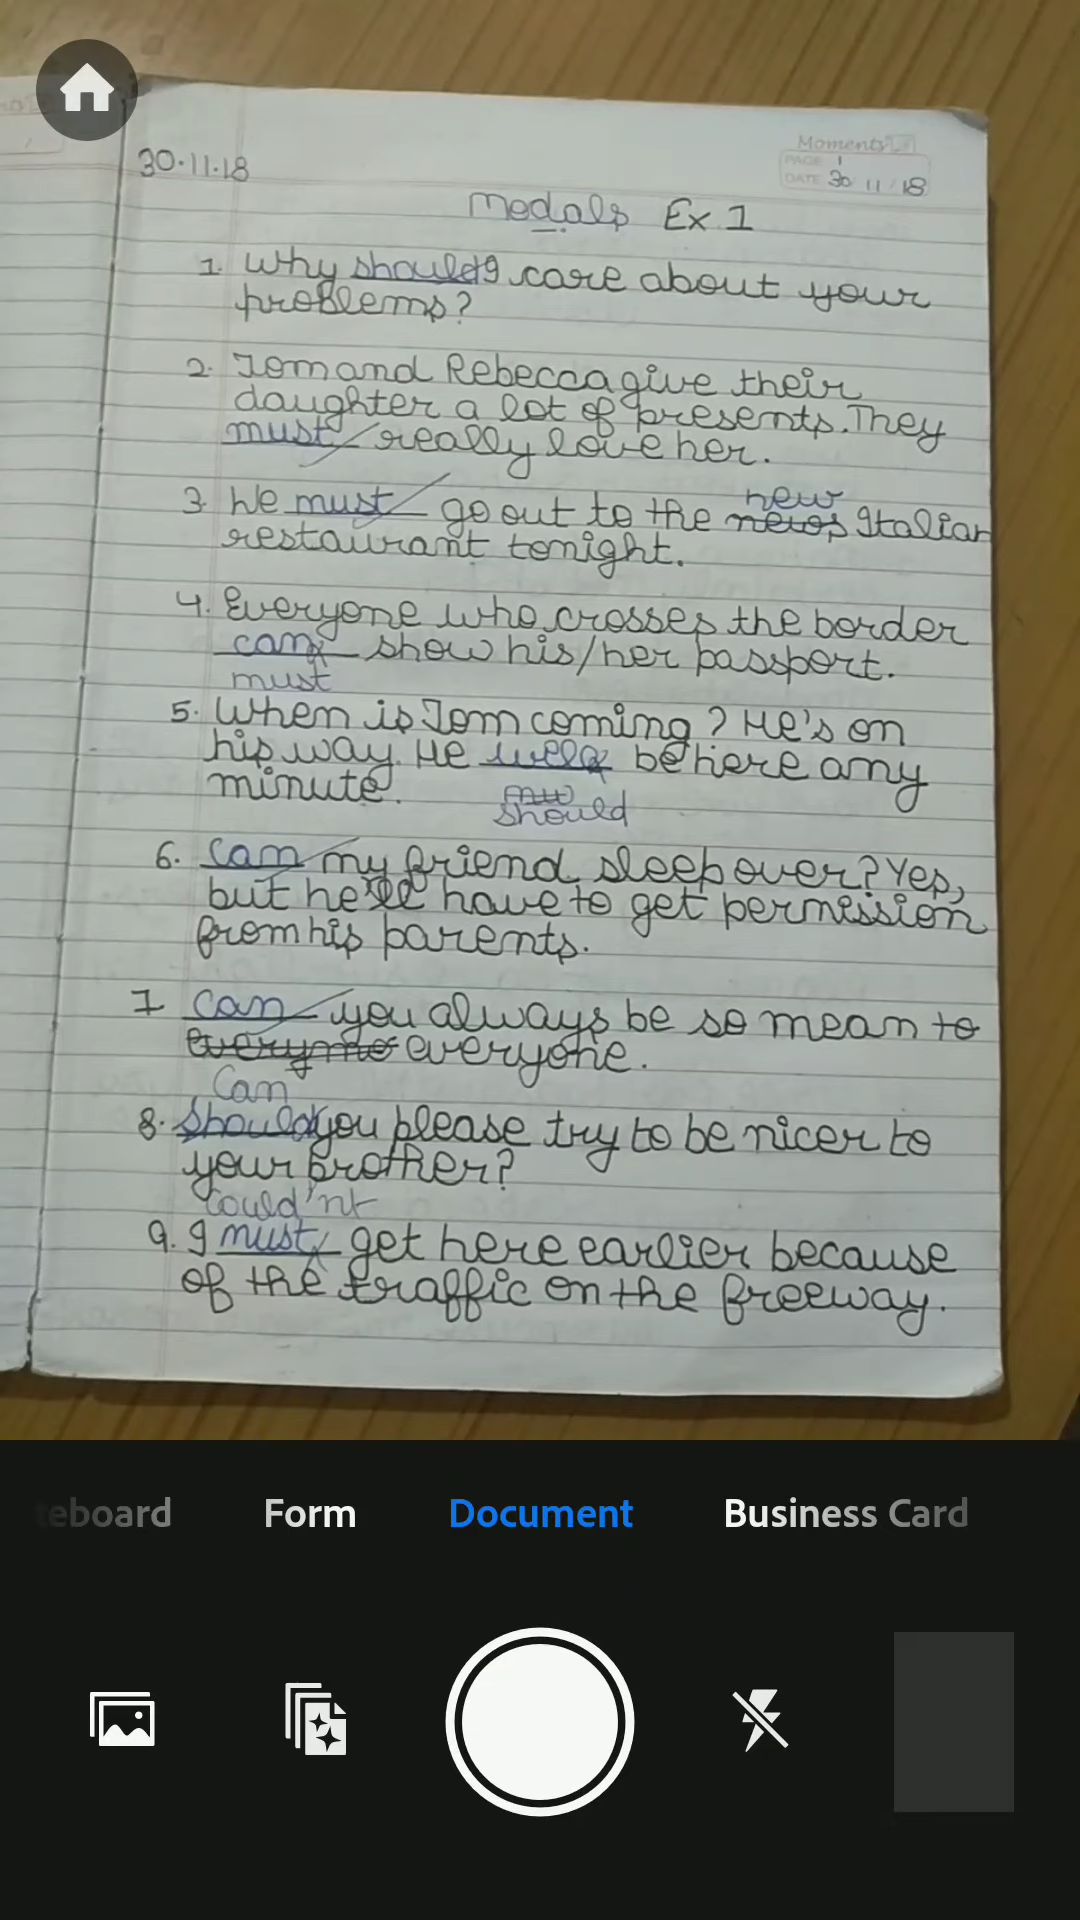 30.11.18
Moments
PAGE 1
DATE 30 11 / 18
Modals Ex 1
1. Why should I care about your
problems?
2. Tom and Rebecca give their
daughter a lot of presents. They
must really love her.
new
3. We must go out to the news Italian
restaurant tonight.
4. Everyone who crosses the border
can show his/her passport.
must
5. When is Tom coming? He's on
his way. He will be here any
minute.
should
6. Can my friend sleep over? Yes,
but he'll have to get permission
from his parents.
7 Can you always be so mean to
everyone.
Can
8. Should you please try to be nicer to
your brother?
Could'nt
9. I must get here earlier because
of the traffic on the freeway.
eboard Form Document Business Card